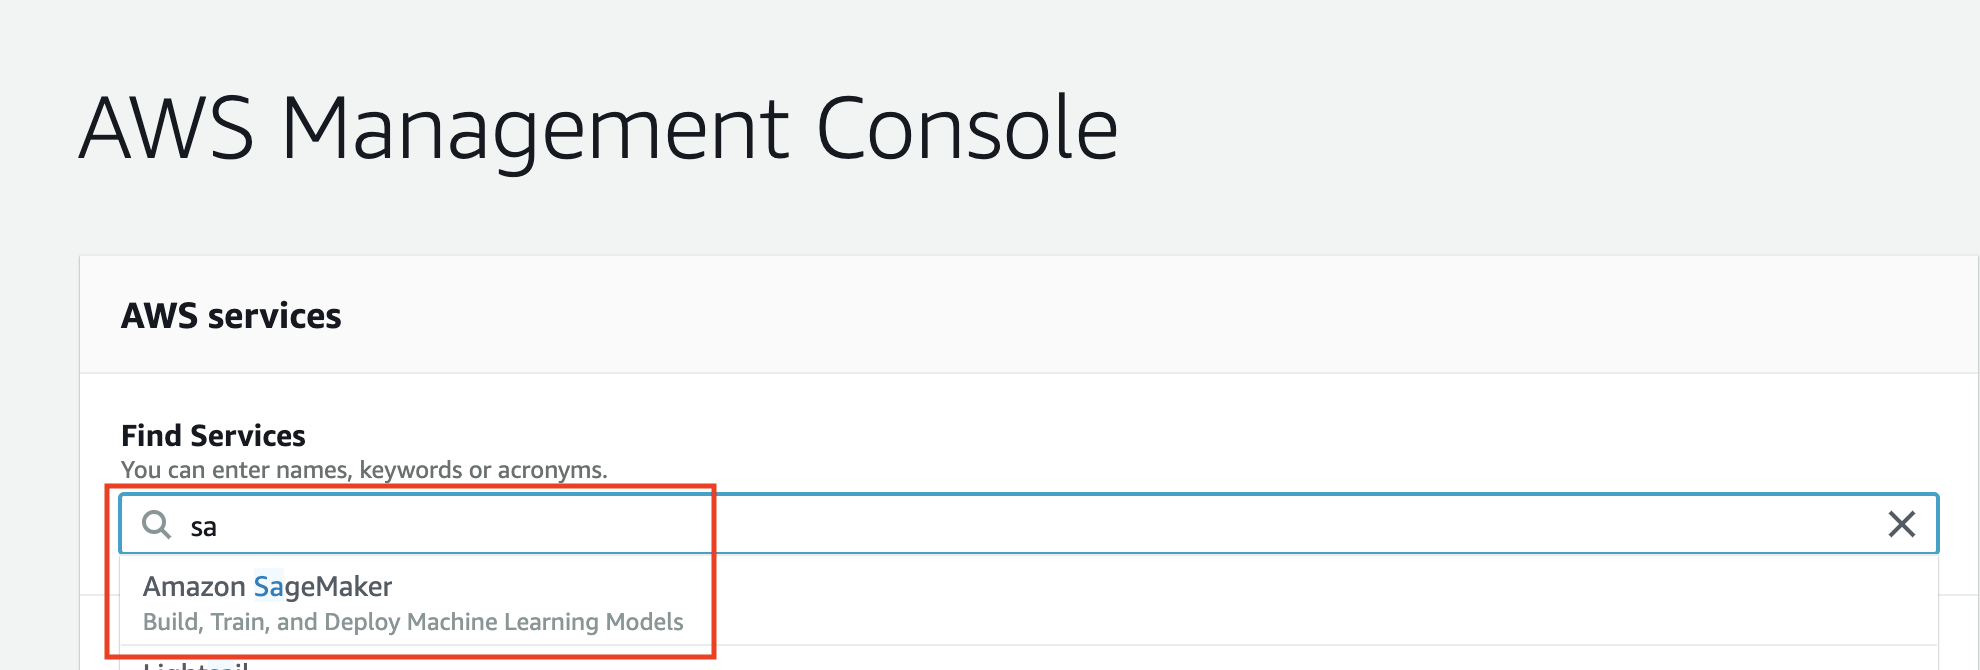 AWS Management Console
AWS services
Find Services
You can enter names, keywords or acronyms.
sa
Amazon SageMaker
Build, Train, and Deploy Machine Learning Models
Lightsail